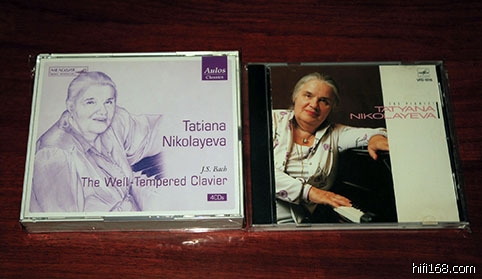 Aulos
Classics
Tatiana
Nikolayeva
J.S. Bach
The Well-Tempered Clavier
4CDs
THE PIANIST
TATYANA
NIKOLAYEVA
hifi168.com